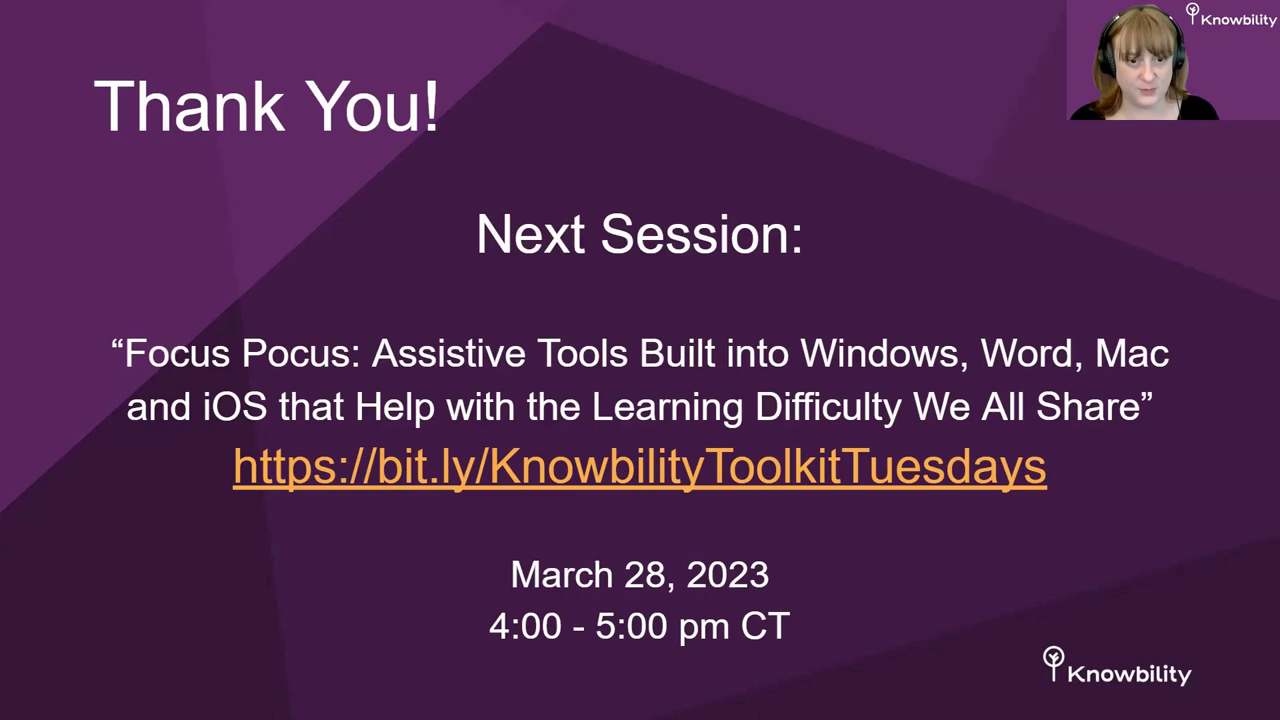 Knowbility
Thank You!
Next Session:
“Focus Pocus: Assistive Tools Built into Windows, Word, Mac
and iOS that Help with the Learning Difficulty We All Share”
https://bit.ly/KnowbilityToolkitTuesdays
March 28, 2023
4:00 - 5:00 pm CT
Knowbility